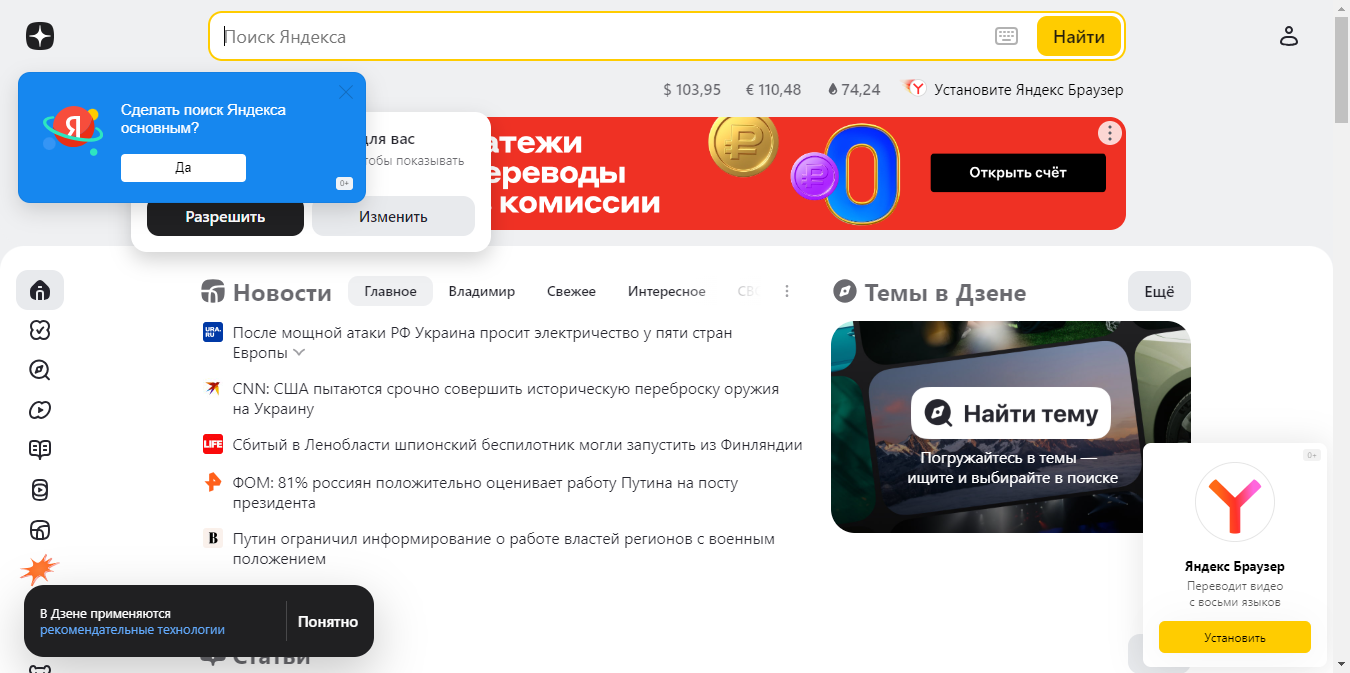 Поиск Яндекса
Найти
Сделать поиск Яндекса
основным?
Да
0+
$ 103,95
€ 110,48
74,24
Установите Яндекс Браузер
для вас
чтобы показывать
Разрешить
Изменить
атежи
ереводы
комиссии
0
Открыть счёт
Новости
Главное
Владимир
Свежее
Интересное
СВО
URA.RU
После мощной атаки РФ Украина просит электричество у пяти стран
Европы
CNN: США пытаются срочно совершить историческую переброску оружия
на Украину
LIFE
Сбитый в Ленобласти шпионский беспилотник могли запустить из Финляндии
ФОМ: 81% россиян положительно оценивает работу Путина на посту
президента
В
Путин ограничил информирование о работе властей регионов с военным
положением
Темы в Дзене
Ещё
Найти тему
Погружайтесь в темы —
ищите и выбирайте в поиске
0+
Яндекс Браузер
Переводит видео
с восьми языков
Установить
В Дзене применяются
рекомендательные технологии
Понятно
Статьи